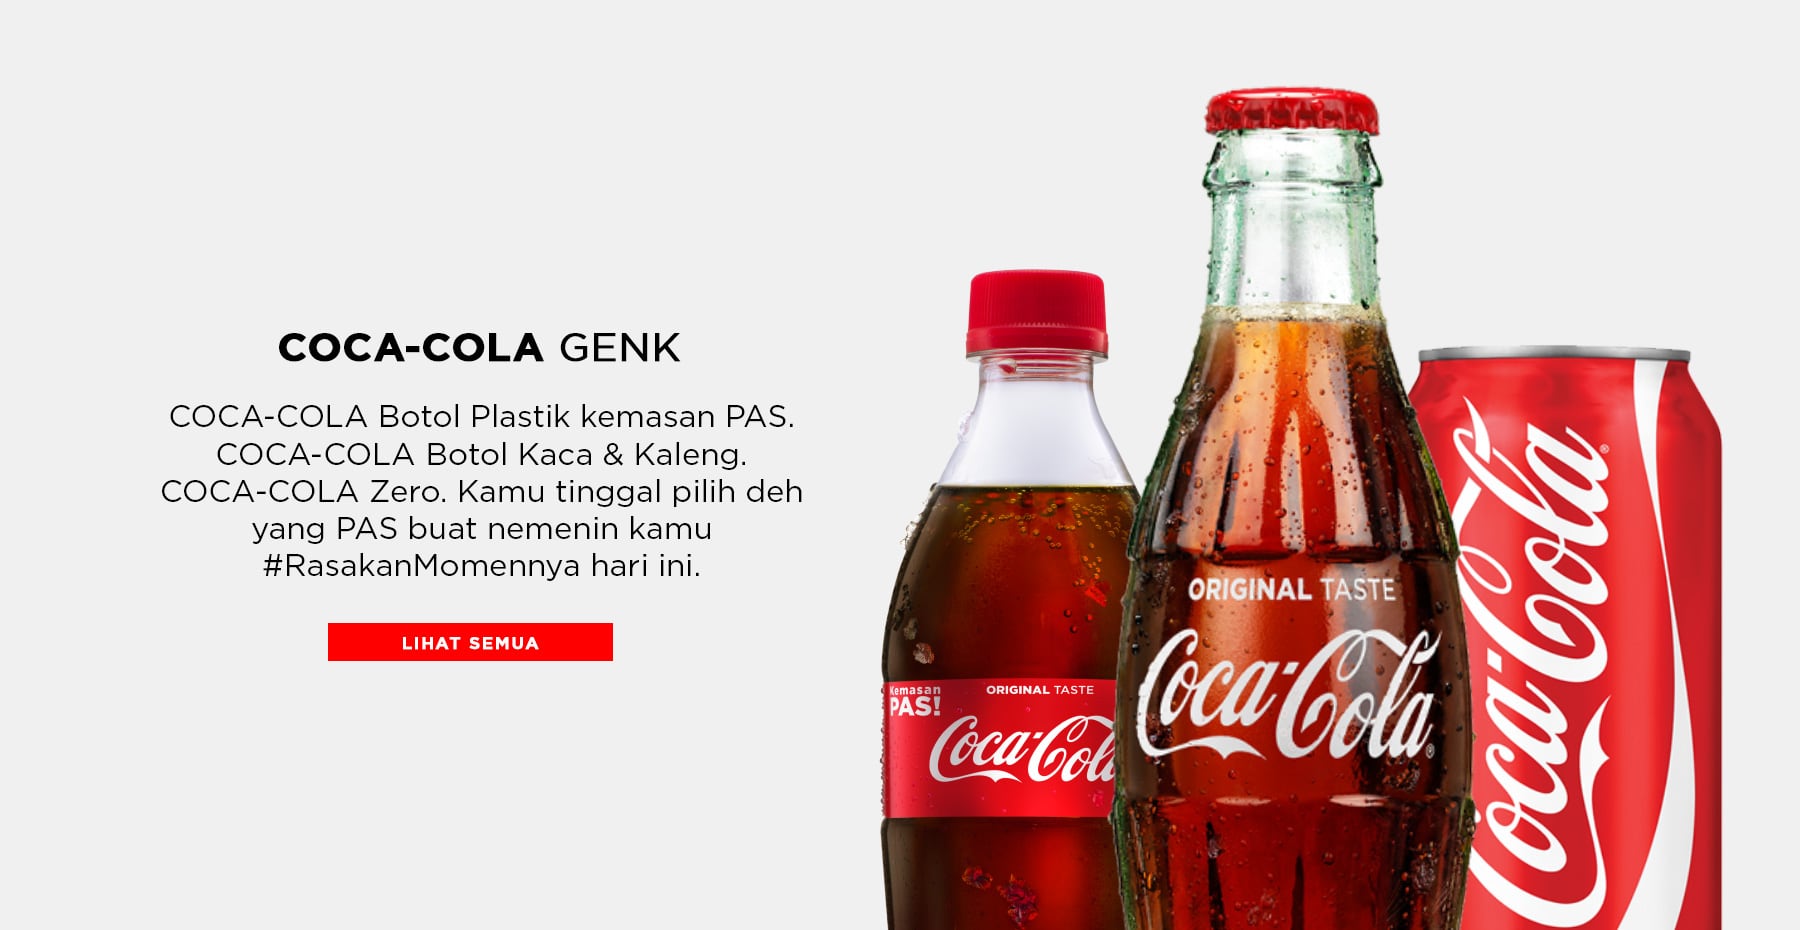 COCA-COLA GENK
COCA-COLA Botol Plastik kemasan PAS.
COCA-COLA Botol Kaca & Kaleng.
COCA-COLA Zero. Kamu tinggal pilih deh
yang PAS buat nemenin kamu
#RasakanMomennya hari ini.
LIHAT SEMUA
Kemasan
PAS!
ORIGINAL TASTE
Coca-Cola
ORIGINAL TASTE
Coca-Cola®
Coca-Cola®